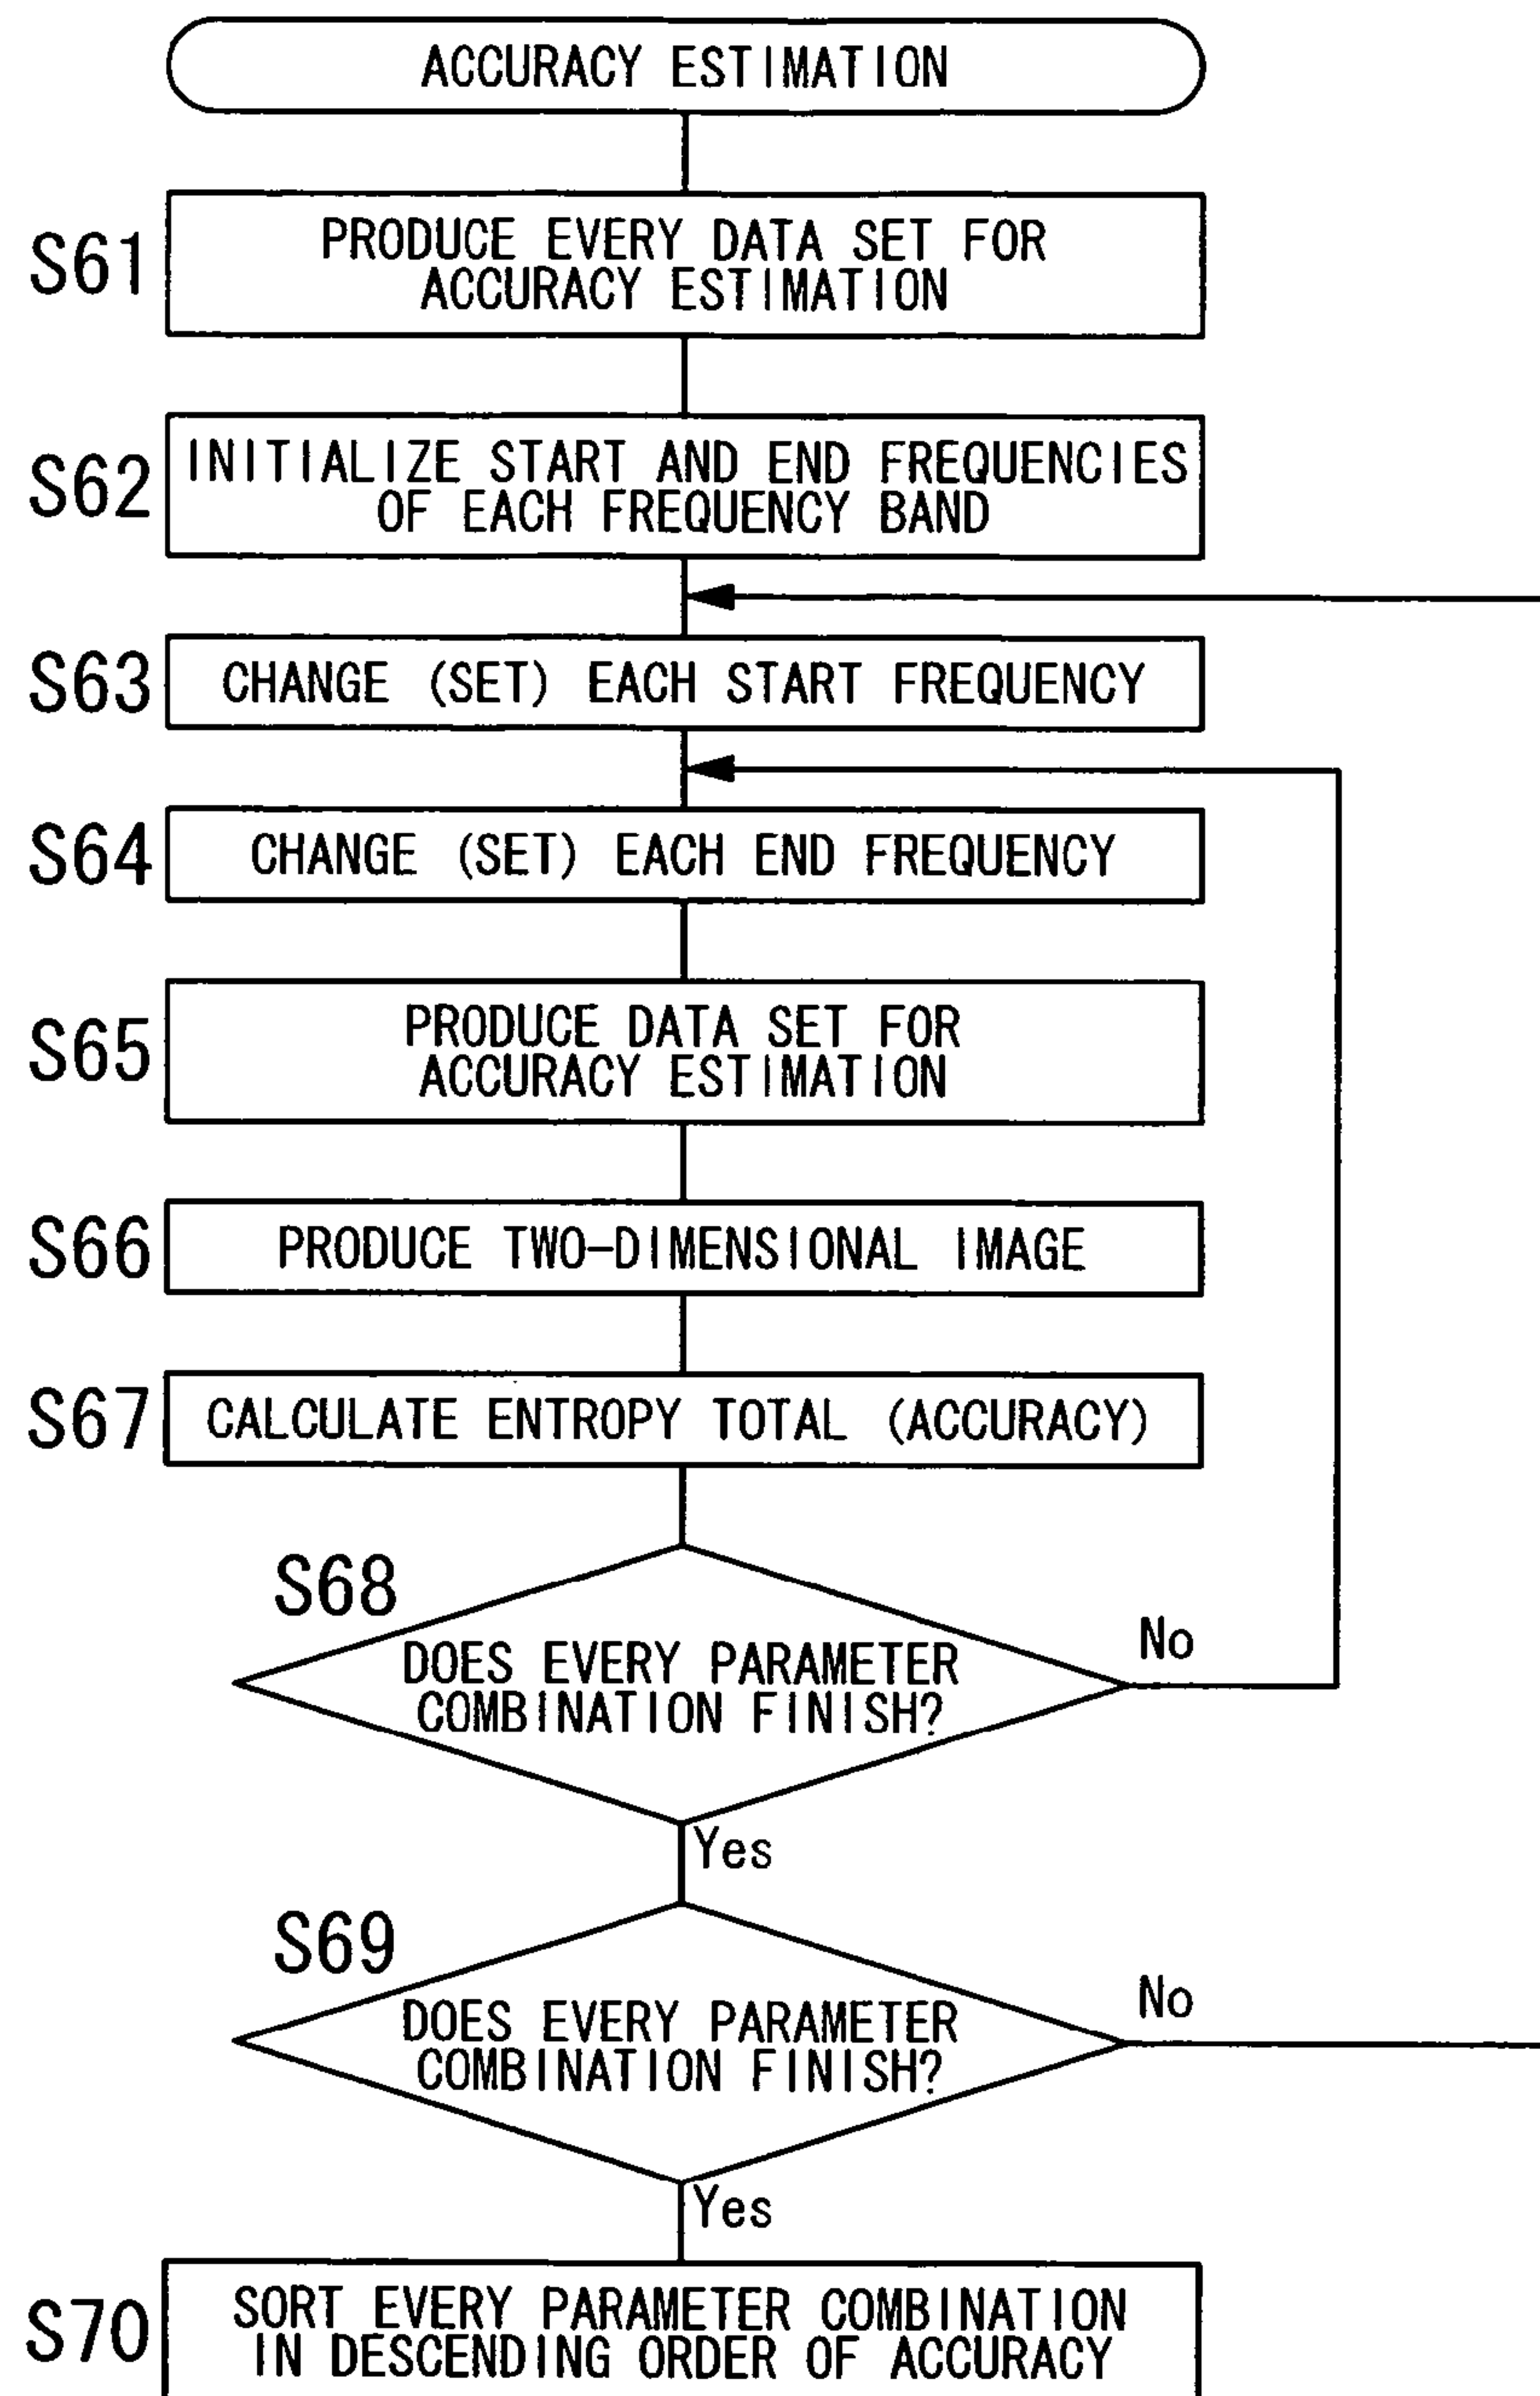 ACCURACY ESTIMATION
S61
PRODUCE EVERY DATA SET FOR
ACCURACY ESTIMATION
S62
INITIALIZE START AND END FREQUENCIES
OF EACH FREQUENCY BAND
S63
CHANGE (SET) EACH START FREQUENCY
S64
CHANGE (SET) EACH END FREQUENCY
S65
PRODUCE DATA SET FOR
ACCURACY ESTIMATION
S66
PRODUCE TWO-DIMENSIONAL IMAGE
S67
CALCULATE ENTROPY TOTAL (ACCURACY)
S68
DOES EVERY PARAMETER
COMBINATION FINISH?
No
Yes
S69
DOES EVERY PARAMETER
COMBINATION FINISH?
No
Yes
S70
SORT EVERY PARAMETER COMBINATION
IN DESCENDING ORDER OF ACCURACY